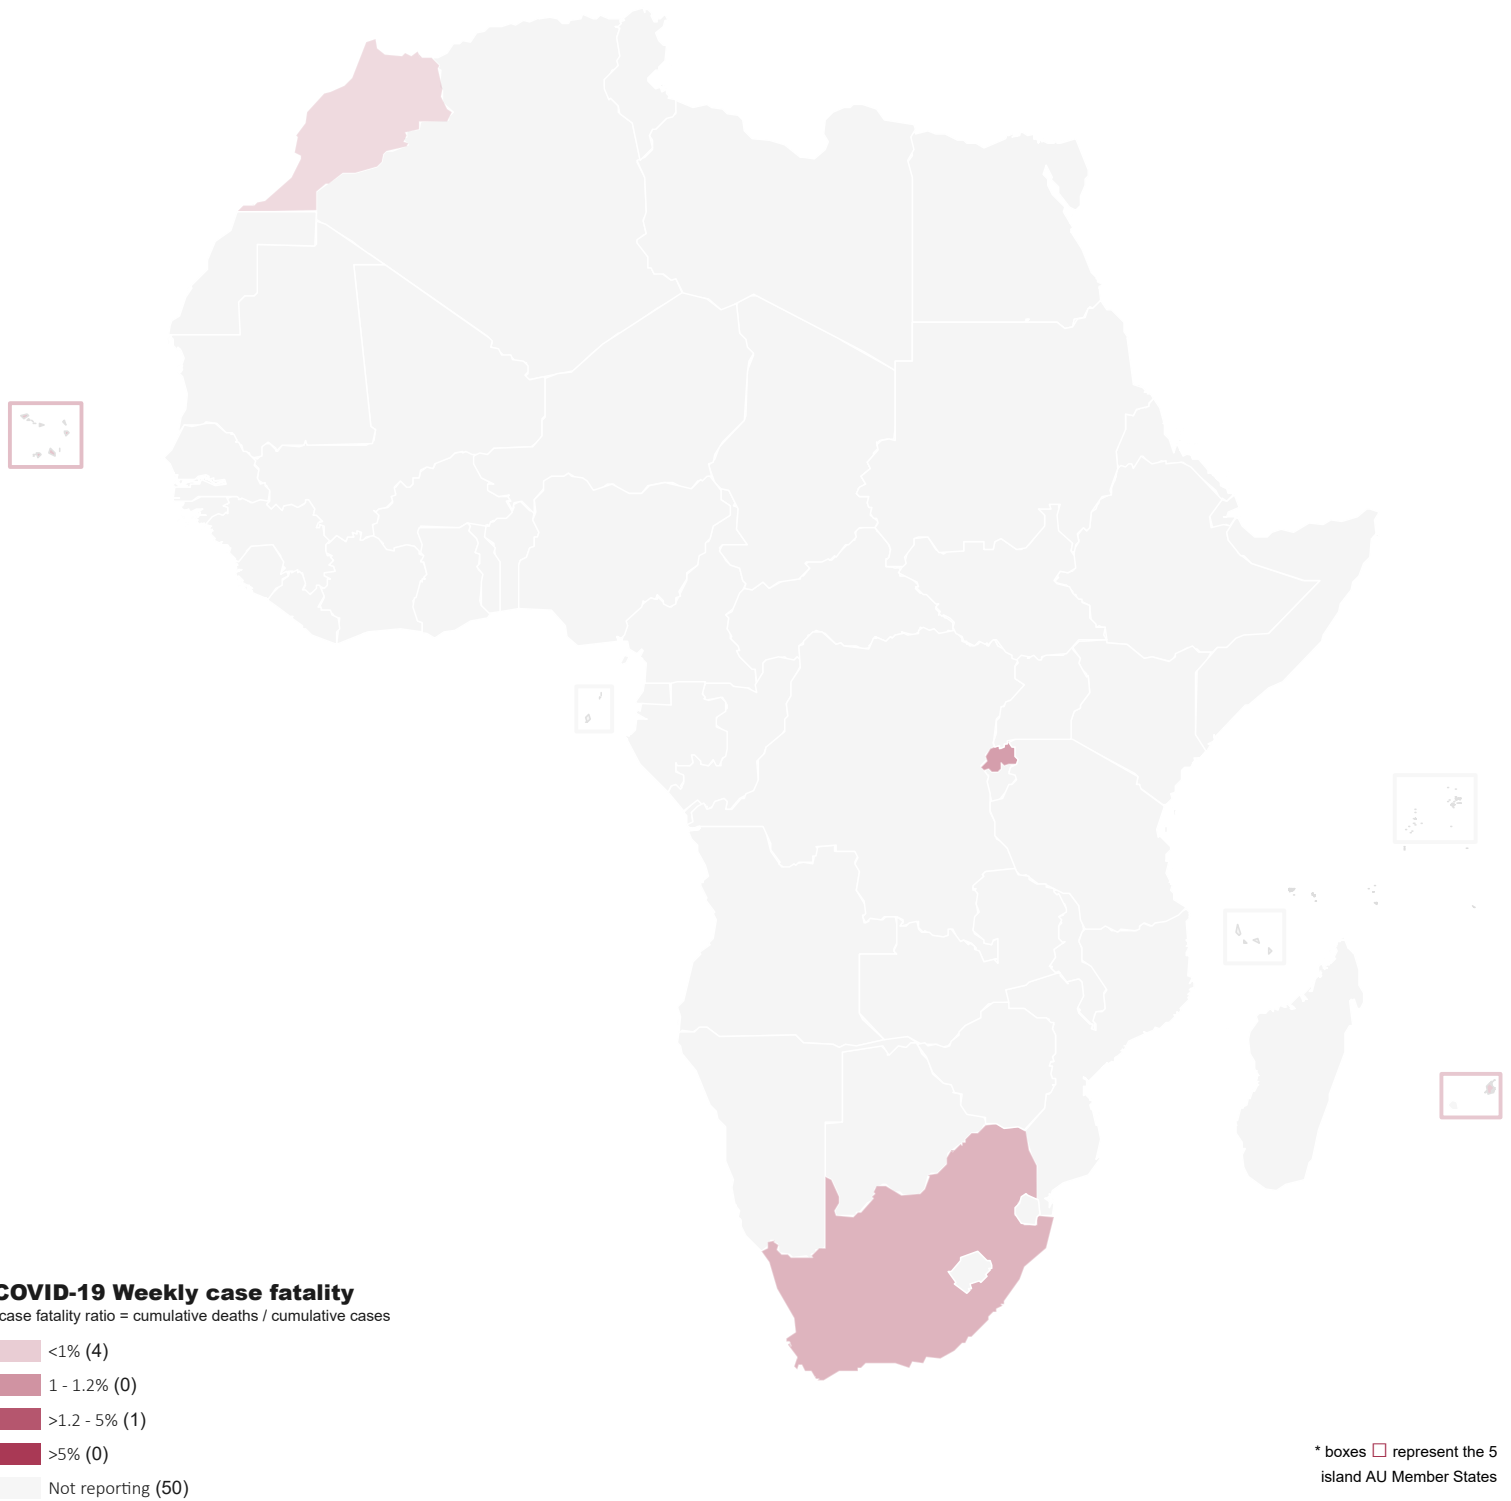 COVID-19 Weekly case fatality
case fatality ratio = cumulative deaths / cumulative cases
<1% (4)
1 - 1.2% (0)
>1.2 - 5% (1)
>5% (0)
Not reporting (50)
* boxes □ represent the 5
island AU Member States